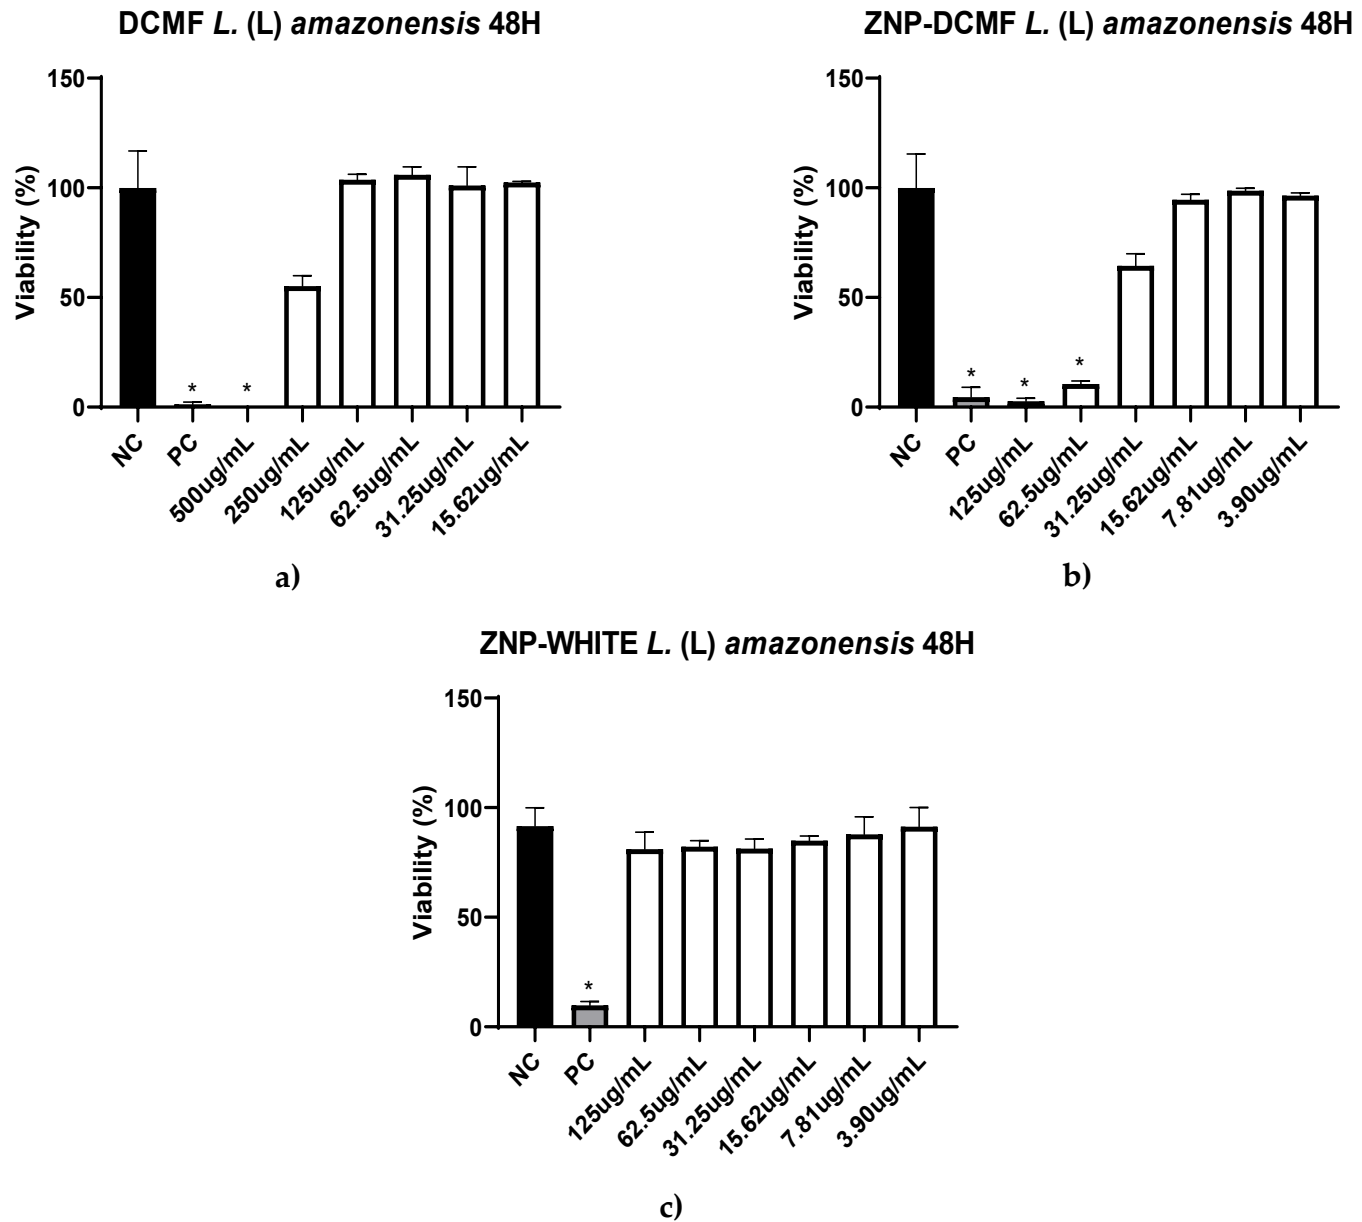 DCMF L. (L) amazonensis 48H
Viability (%)
150
100
50
0
*
*
NC
PC
500ug/mL
250ug/mL
125ug/mL
62.5ug/mL
31.25ug/mL
15.62ug/mL
a)
ZNP-DCMF L. (L) amazonensis 48H
Viability (%)
150
100
50
0
*
*
*
NC
PC
125ug/mL
62.5ug/mL
31.25ug/mL
15.62ug/mL
7.81ug/mL
3.90ug/mL
b)
ZNP-WHITE L. (L) amazonensis 48H
Viability (%)
150
100
50
0
*
NC
PC
125ug/mL
62.5ug/mL
31.25ug/mL
15.62ug/mL
7.81ug/mL
3.90ug/mL
c)